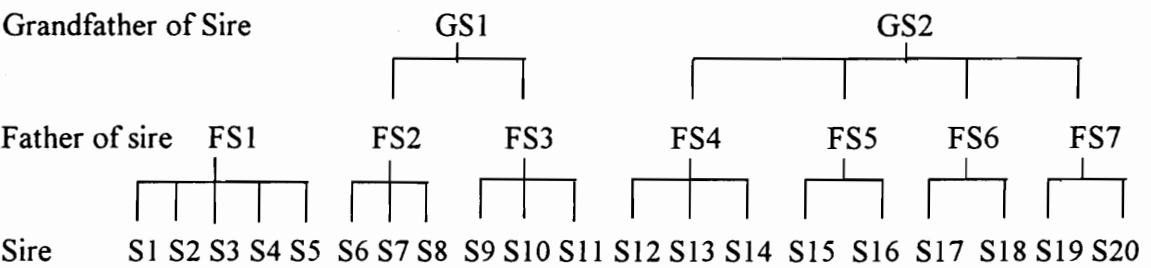 Grandfather of Sire GS1 GS2
Father of sire FS1 FS2 FS3 FS4 FS5 FS6 FS7
Sire S1 S2 S3 S4 S5 S6 S7 S8 S9 S10 S11 S12 S13 S14 S15 S16 S17 S18 S19 S20